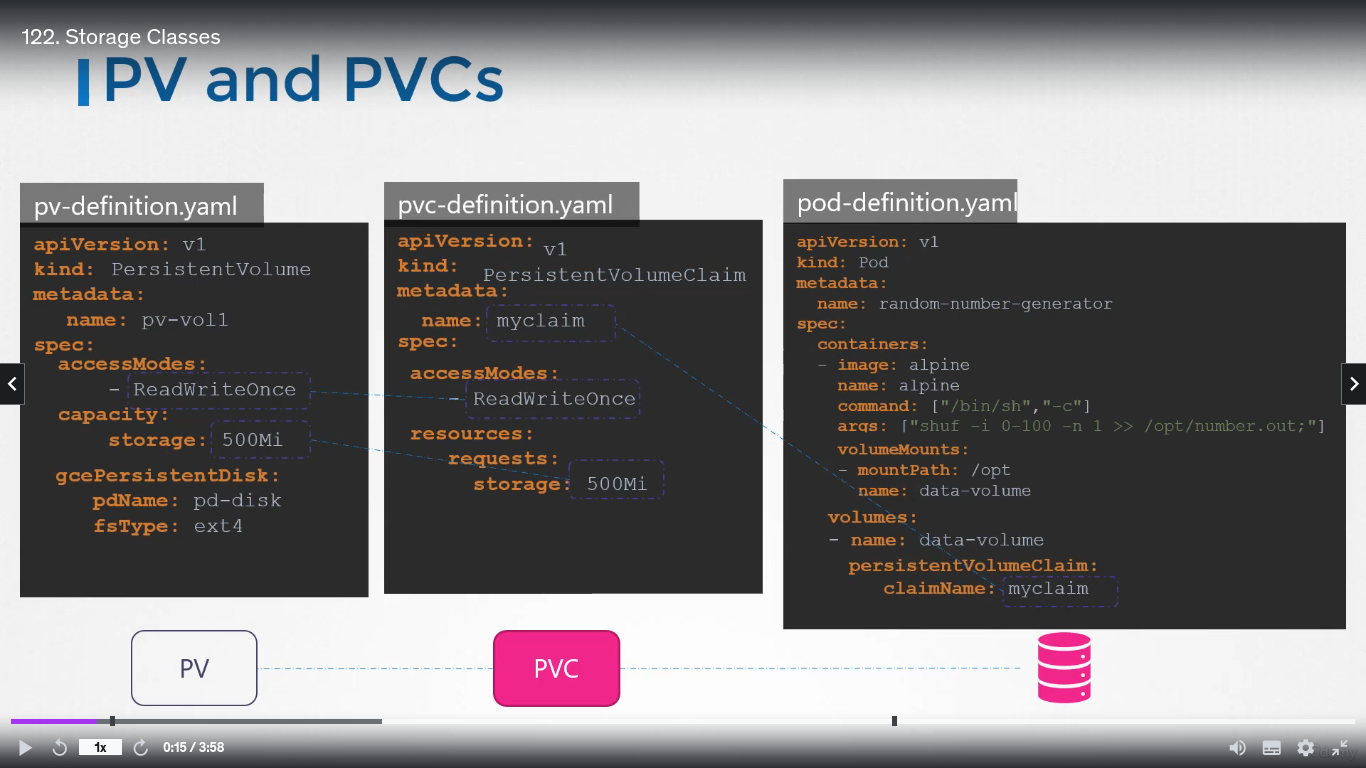 122. Storage Classes
PV and PVCs
pv-definition.yaml
apiVersion: v1
kind: PersistentVolume
metadata:
name: pv-vol1
spec:
accessModes:
- ReadWriteOnce
capacity:
storage: 500Mi
gcePersistentDisk:
pdName: pd-disk
fsType: ext4
pvc-definition.yaml
apiVersion: v1
kind: PersistentVolumeClaim
metadata:
name: myclaim
spec:
accessModes:
- ReadWriteOnce
resources:
requests:
storage: 500Mi
pod-definition.yaml
apiVersion: v1
kind: Pod
metadata:
name: random-number-generator
spec:
containers:
- image: alpine
name: alpine
command: ["/bin/sh","-c"]
args: ["shuf -i 0-100 -n 1 >> /opt/number.out;"]
volumeMounts:
- mountPath: /opt
name: data-volume
volumes:
- name: data-volume
persistentVolumeClaim:
claimName: myclaim
PV
PVC
1x
0:15 / 3:58